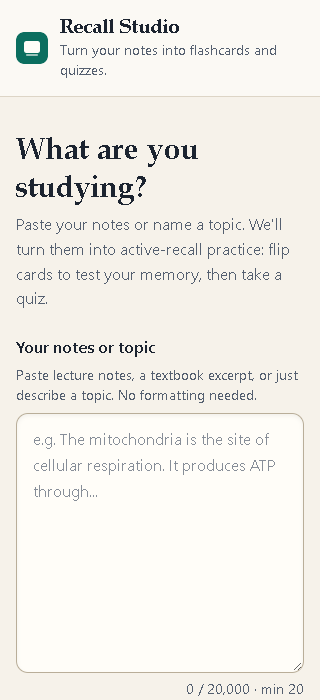 Recall Studio
Turn your notes into flashcards and
quizzes.
What are you
studying?
Paste your notes or name a topic. We'll
turn them into active-recall practice: flip
cards to test your memory, then take a
quiz.
Your notes or topic
Paste lecture notes, a textbook excerpt, or just
describe a topic. No formatting needed.
e.g. The mitochondria is the site of
cellular respiration. It produces ATP
through...
0 / 20,000 · min 20